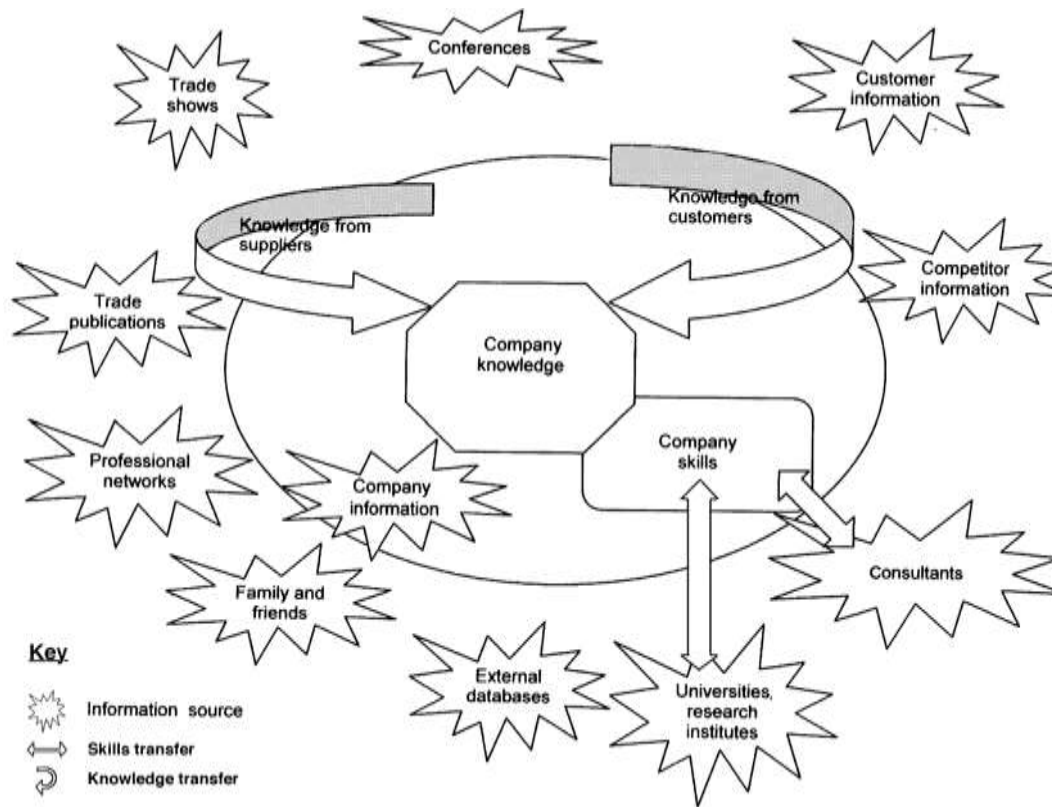 Conferences
Trade
shows
Customer
information
Knowledge from
suppliers
Knowledge from
customers
Trade
publications
Competitor
information
Company
knowledge
Professional
networks
Company
information
Company
skills
Consultants
Family and
friends
External
databases
Universities,
research
institutes
Key
Information source
Skills transfer
Knowledge transfer